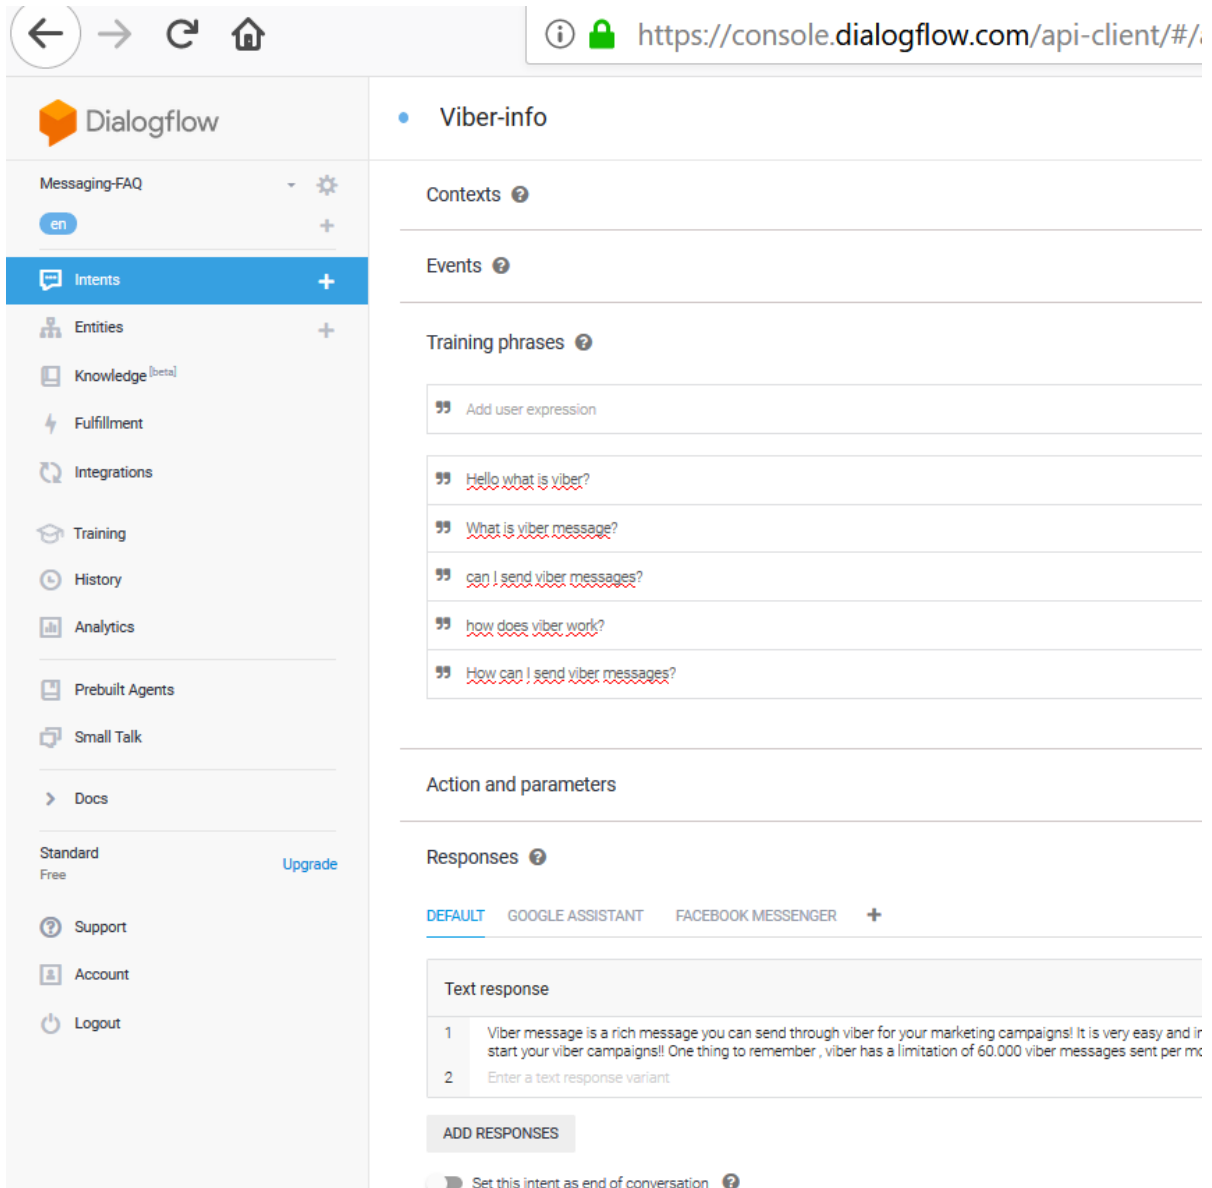 https://console.dialogflow.com/api-client/#/
Dialogflow
Viber-info
Messaging-FAQ
en
Intents
Entities
Knowledge [beta]
Fulfillment
Integrations
Training
History
Analytics
Prebuilt Agents
Small Talk
Docs
Standard
Free
Upgrade
Support
Account
Logout
Contexts
Events
Training phrases
Add user expression
Hello what is viber?
What is viber message?
can I send viber messages?
how does viber work?
How can I send viber messages?
Action and parameters
Responses
DEFAULT GOOGLE ASSISTANT FACEBOOK MESSENGER
Text response
1 Viber message is a rich message you can send through viber for your marketing campaigns! It is very easy and
start your viber campaigns!! One thing to remember , viber has a limitation of 60.000 viber messages sent per
2 Enter a text response variant
ADD RESPONSES
Set this intent as end of conversation